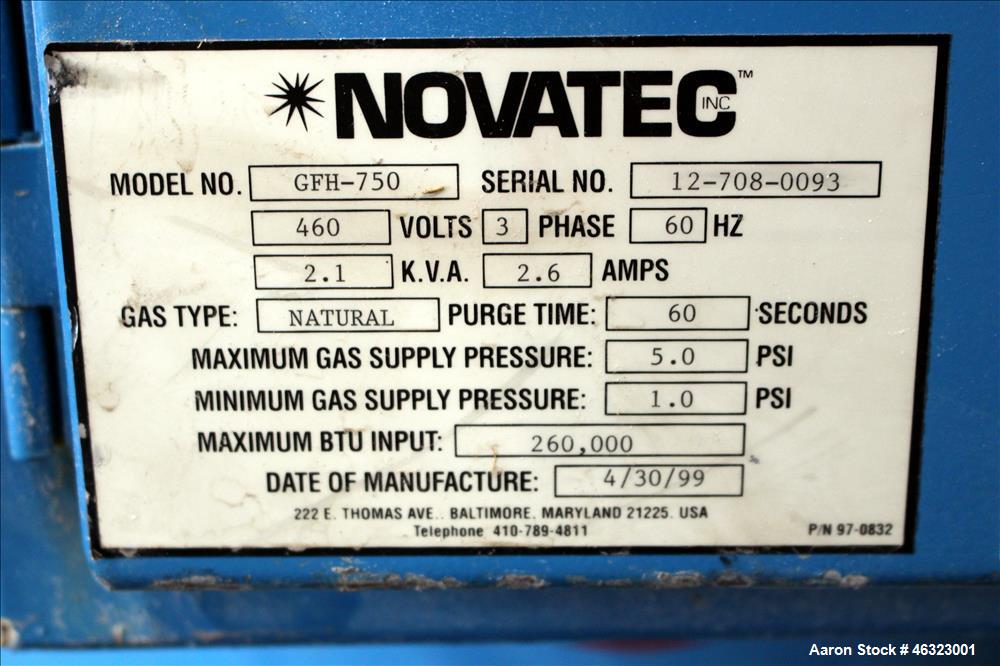 NOVATEC INC ™
MODEL NO. GFH-750 SERIAL NO. 12-708-0093
460 VOLTS 3 PHASE 60 HZ
2.1 K.V.A. 2.6 AMPS
GAS TYPE: NATURAL PURGE TIME: 60 SECONDS
MAXIMUM GAS SUPPLY PRESSURE: 5.0 PSI
MINIMUM GAS SUPPLY PRESSURE: 1.0 PSI
MAXIMUM BTU INPUT: 260,000
DATE OF MANUFACTURE: 4/30/99
222 E. THOMAS AVE., BALTIMORE, MARYLAND 21225, USA
Telephone 410-789-4811
P/N 97-0832
Aaron Stock # 46323001